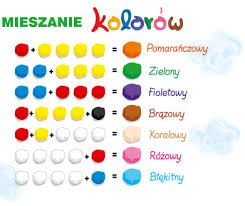 MIESZANIE kolorów
+ = Pomarańczowy
+ = Zielony
+ = Fioletowy
+ + = Brązowy
+ + = Koralowy
+ = Różowy
+ = Błękitny